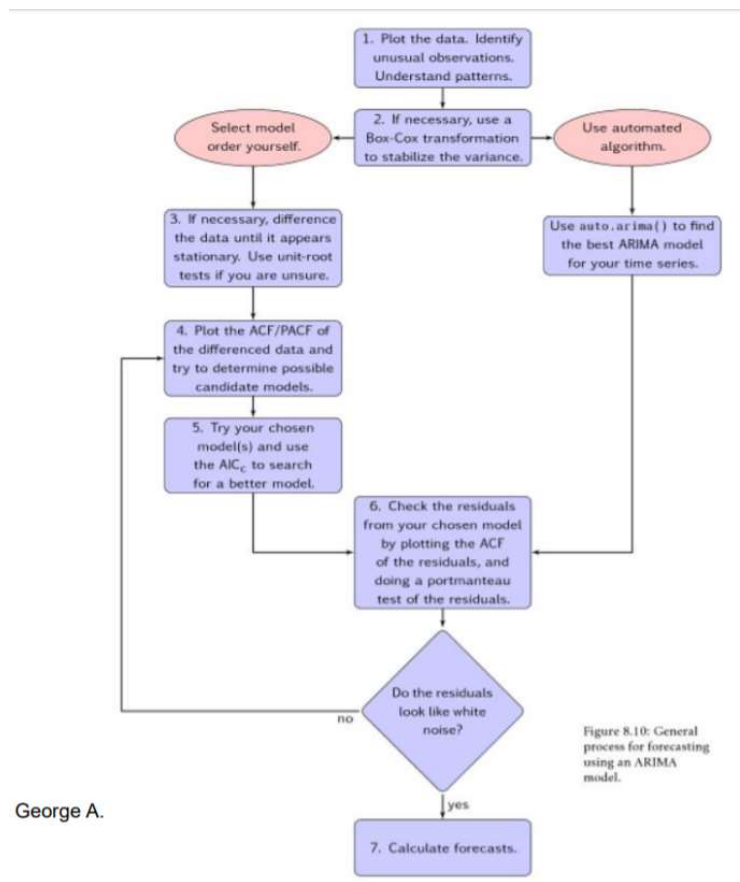 1. Plot the data. Identify
unusual observations.
Understand patterns.
Select model
order yourself.
2. If necessary, use a
Box-Cox transformation
to stabilize the variance.
Use automated
algorithm.
3. If necessary, difference
the data until it appears
stationary. Use unit-root
tests if you are unsure.
Use auto.arima() to find
the best ARIMA model
for your time series.
4. Plot the ACF/PACF of
the differenced data and
try to determine possible
candidate models.
5. Try your chosen
model(s) and use
the AICc to search
for a better model.
6. Check the residuals
from your chosen model
by plotting the ACF
of the residuals, and
doing a portmanteau
test of the residuals.
Do the residuals
look like white
noise?
no
Figure 8.10: General
process for forecasting
using an ARIMA
model.
George A.
yes
7. Calculate forecasts.